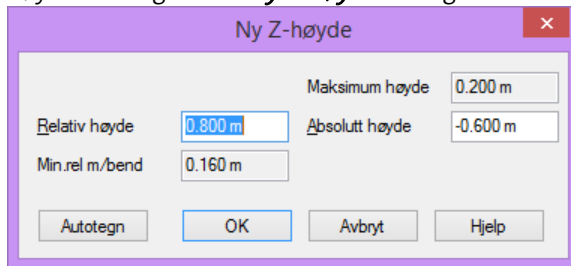 Ny Z-høyde
Maksimum høyde 0.200 m
Relativ høyde 0.800 m Absolutt høyde -0.600 m
Min.rel m/bend 0.160 m
Autotegn OK Avbryt Hjelp